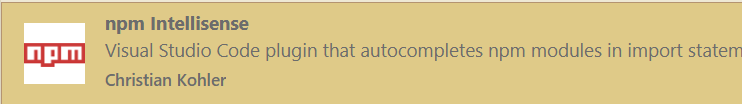 npm Intellisense
npm
Visual Studio Code plugin that autocompletes npm modules in import statem
Christian Kohler